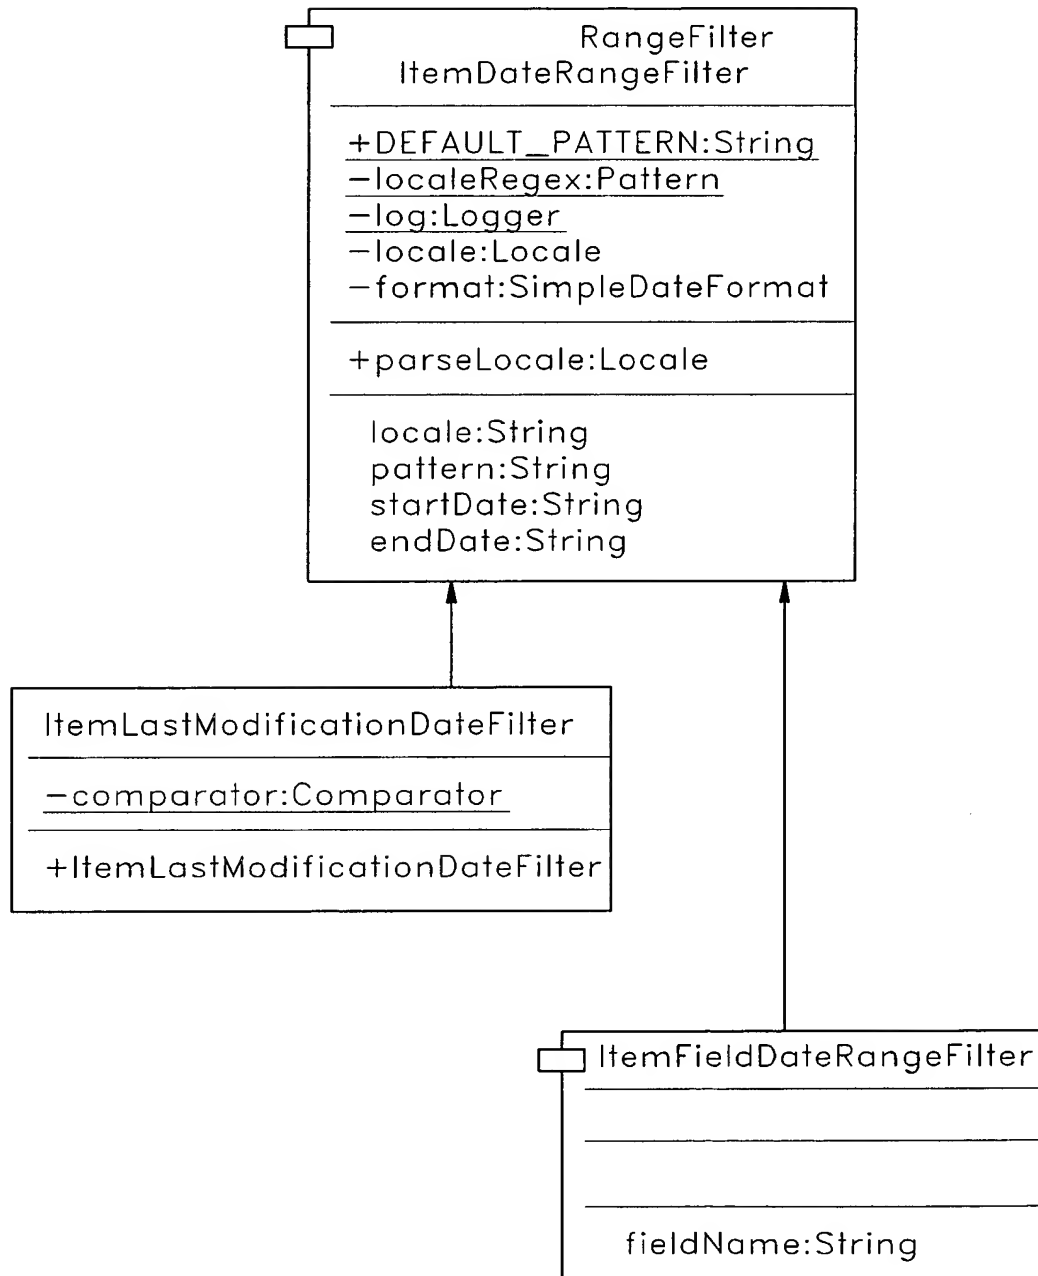 RangeFilter
ItemDateRangeFilter
+DEFAULT_PATTERN:String
-localeRegex:Pattern
-log:Logger
-locale:Locale
-format:SimpleDateFormat
+parseLocale:Locale
locale:String
pattern:String
startDate:String
endDate:String
ItemLastModificationDateFilter
-comparator:Comparator
+ItemLastModificationDateFilter
ItemFieldDateRangeFilter
fieldName:String